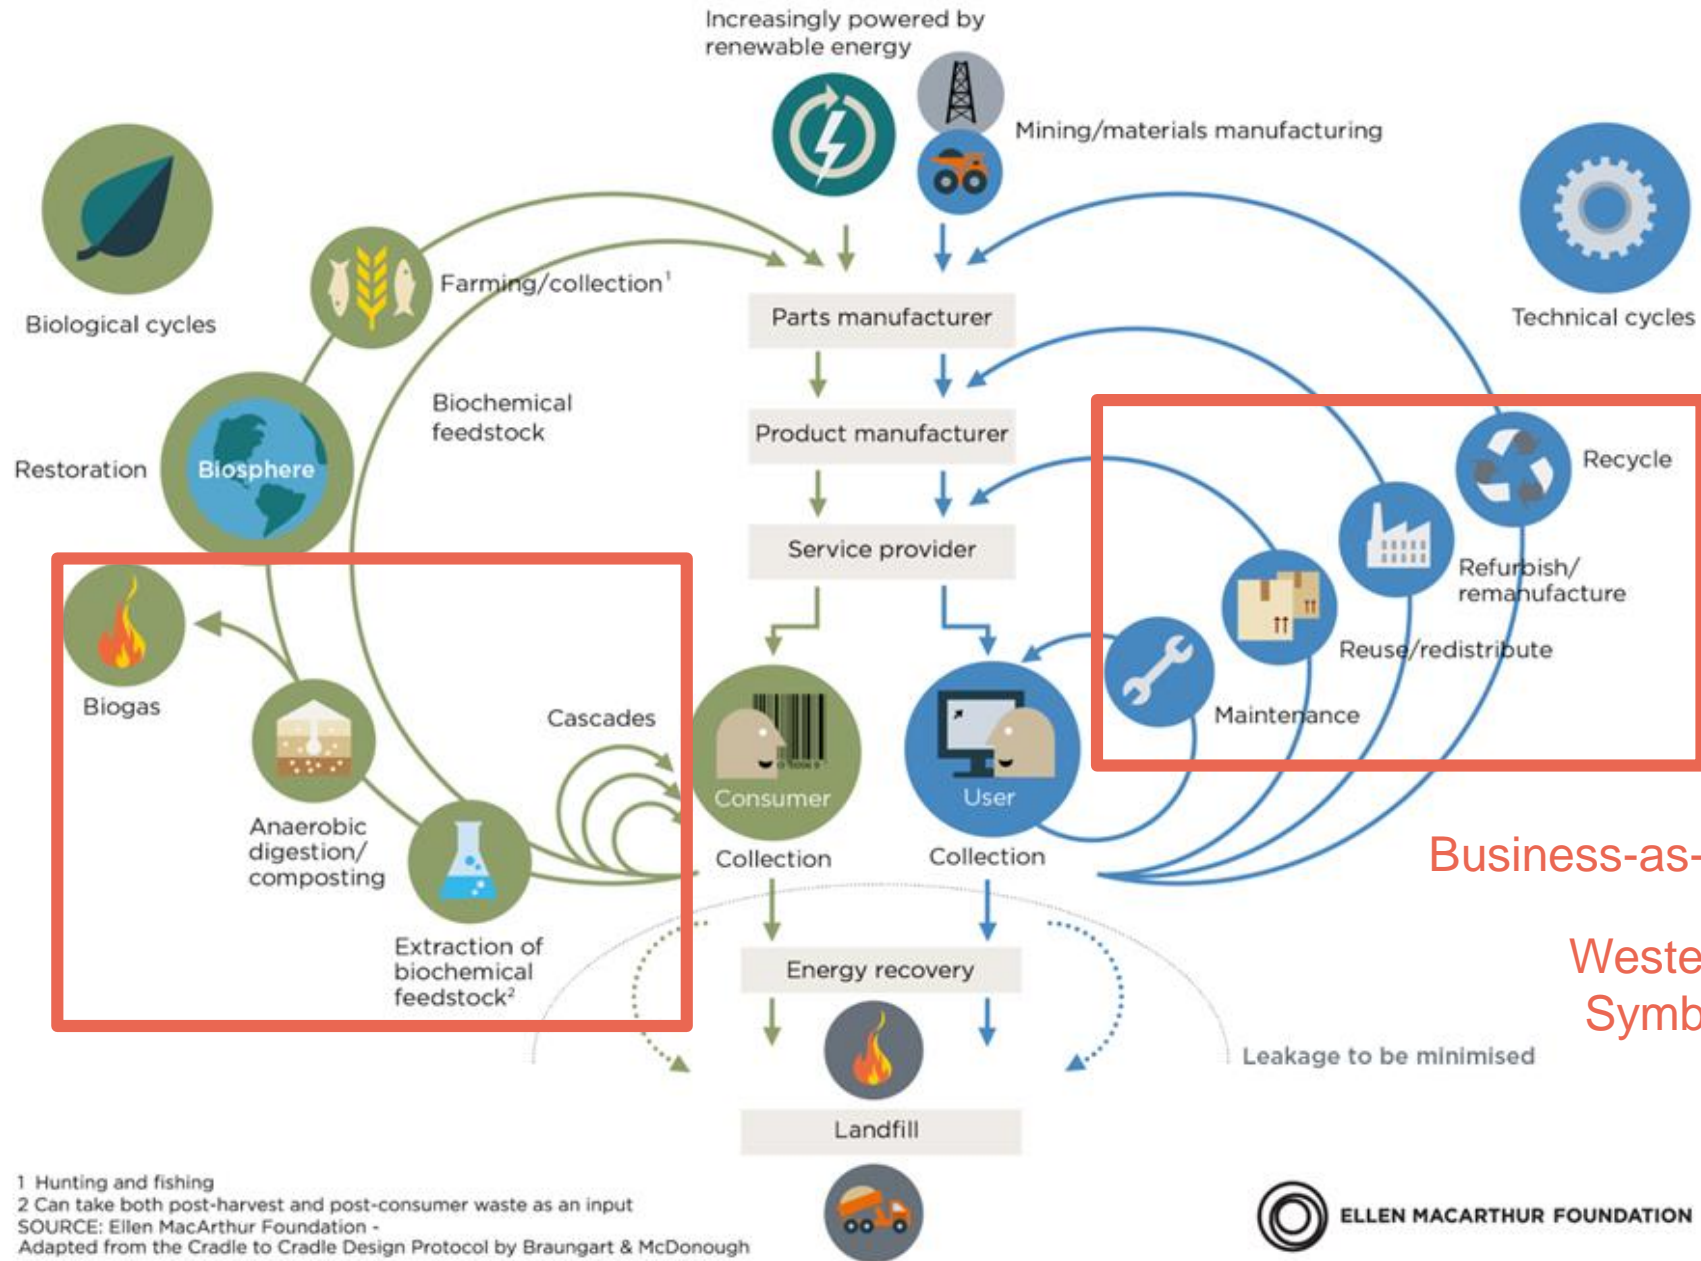 Increasingly powered by
renewable energy
Mining/materials manufacturing
Biological cycles
Technical cycles
Farming/collection¹
Parts manufacturer
Biochemical
feedstock
Product manufacturer
Restoration
Biosphere
Recycle
Service provider
Refurbish/
remanufacture
Reuse/redistribute
Biogas
Maintenance
Cascades
Consumer
User
Anaerobic
digestion/
composting
Collection
Collection
Business-as-
Extraction of
biochemical
feedstock²
Energy recovery
Weste
Symb
Leakage to be minimised
Landfill
1 Hunting and fishing
2 Can take both post-harvest and post-consumer waste as an input
SOURCE: Ellen MacArthur Foundation -
Adapted from the Cradle to Cradle Design Protocol by Braungart & McDonough
ELLEN MACARTHUR FOUNDATION